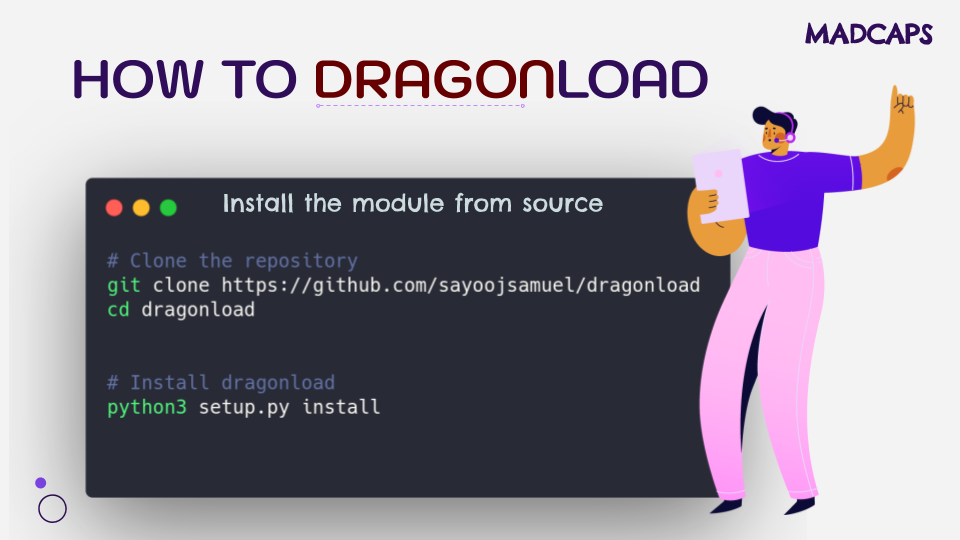 MADCAPS
HOW TO DRAGONLOAD
Install the module from source
# Clone the repository
git clone https://github.com/sayoojsamuel/dragonload
cd dragonload
# Install dragonload
python3 setup.py install